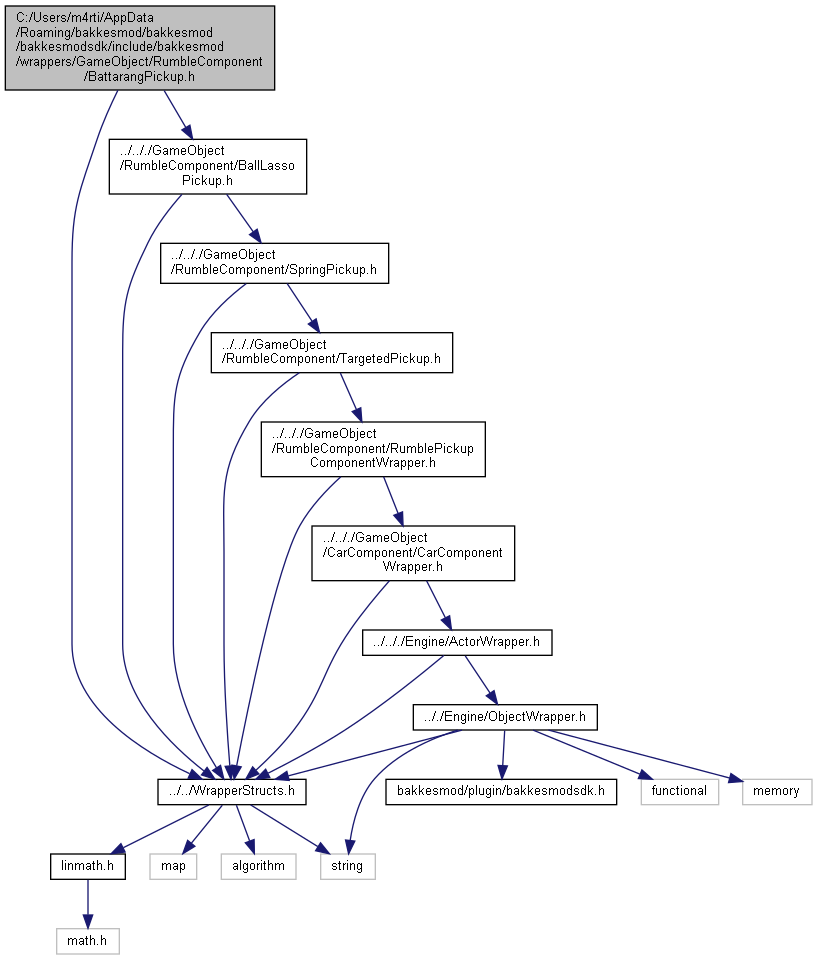 C:/Users/m4rti/AppData
/Roaming/bakkesmod/bakkesmod
/bakkesmodsdk/include/bakkesmod
/wrappers/GameObject/RumbleComponent
/BattarangPickup.h
../.././GameObject
/RumbleComponent/BallLasso
Pickup.h
../.././GameObject
/RumbleComponent/SpringPickup.h
../.././GameObject
/RumbleComponent/TargetedPickup.h
../.././GameObject
/RumbleComponent/RumblePickup
ComponentWrapper.h
../.././GameObject
/CarComponent/CarComponent
Wrapper.h
../.././Engine/ActorWrapper.h
.././Engine/ObjectWrapper.h
../../WrapperStructs.h
bakkesmod/plugin/bakkesmodsdk.h
functional
memory
linmath.h
map
algorithm
string
math.h